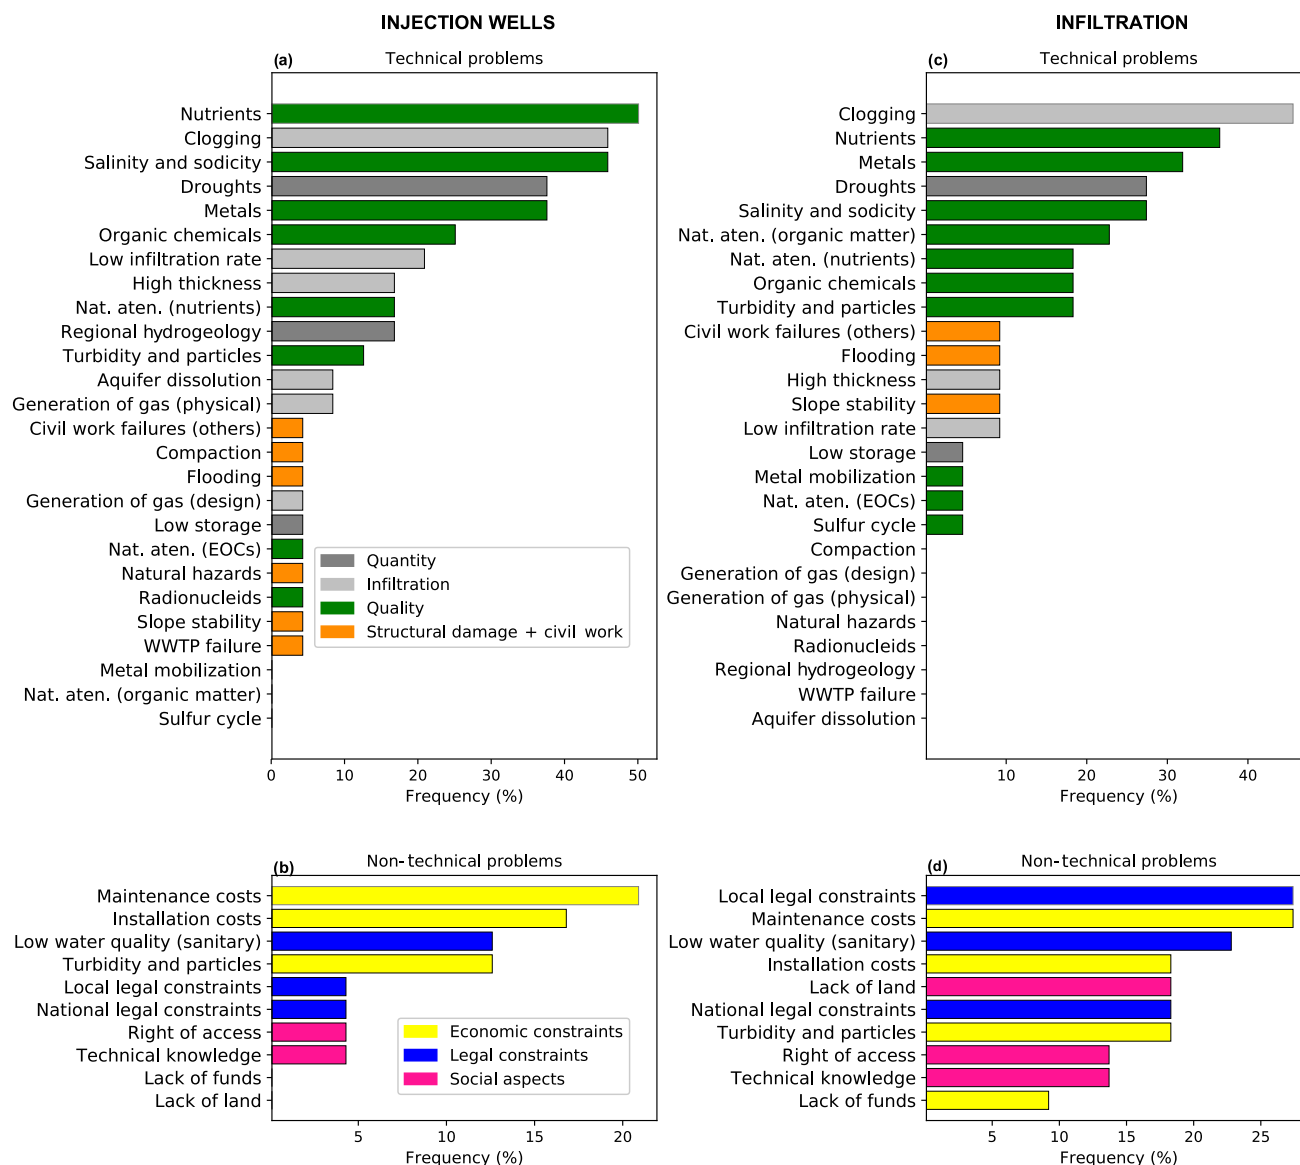 INJECTION WELLS
(a)
Technical problems
Nutrients
Clogging
Salinity and sodicity
Droughts
Metals
Organic chemicals
Low infiltration rate
High thickness
Nat. aten. (nutrients)
Regional hydrogeology
Turbidity and particles
Aquifer dissolution
Generation of gas (physical)
Civil work failures (others)
Compaction
Flooding
Generation of gas (design)
Low storage
Nat. aten. (EOCs)
Natural hazards
Radionucleids
Slope stability
WWTP failure
Metal mobilization
Nat. aten. (organic matter)
Sulfur cycle
Quantity
Infiltration
Quality
Structural damage + civil work
0 10 20 30 40 50
Frequency (%)
INFILTRATION
(c)
Technical problems
Clogging
Nutrients
Metals
Droughts
Salinity and sodicity
Nat. aten. (organic matter)
Nat. aten. (nutrients)
Organic chemicals
Turbidity and particles
Civil work failures (others)
Flooding
High thickness
Slope stability
Low infiltration rate
Low storage
Metal mobilization
Nat. aten. (EOCs)
Sulfur cycle
Compaction
Generation of gas (design)
Generation of gas (physical)
Natural hazards
Radionucleids
Regional hydrogeology
WWTP failure
Aquifer dissolution
10 20 30 40
Frequency (%)
(b)
Non-technical problems
Maintenance costs
Installation costs
Low water quality (sanitary)
Turbidity and particles
Local legal constraints
National legal constraints
Right of access
Technical knowledge
Lack of funds
Lack of land
Economic constraints
Legal constraints
Social aspects
5 10 15 20
Frequency (%)
(d)
Non-technical problems
Local legal constraints
Maintenance costs
Low water quality (sanitary)
Installation costs
Lack of land
National legal constraints
Turbidity and particles
Right of access
Technical knowledge
Lack of funds
5 10 15 20 25
Frequency (%)